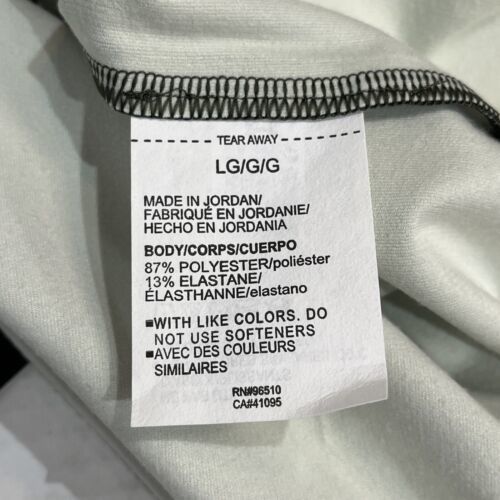 TEAR AWAY
LG/G/G
MADE IN JORDAN/
FABRIQUÉ EN JORDANIE/
HECHO EN JORDANIA
BODY/CORPS/CUERPO
87% POLYESTER/poliéster
13% ELASTANE/
ÉLASTHANNE/elastano
■WITH LIKE COLORS. DO
NOT USE SOFTENERS
■AVEC DES COULEURS
SIMILAIRES
RN#96510
CA#41095